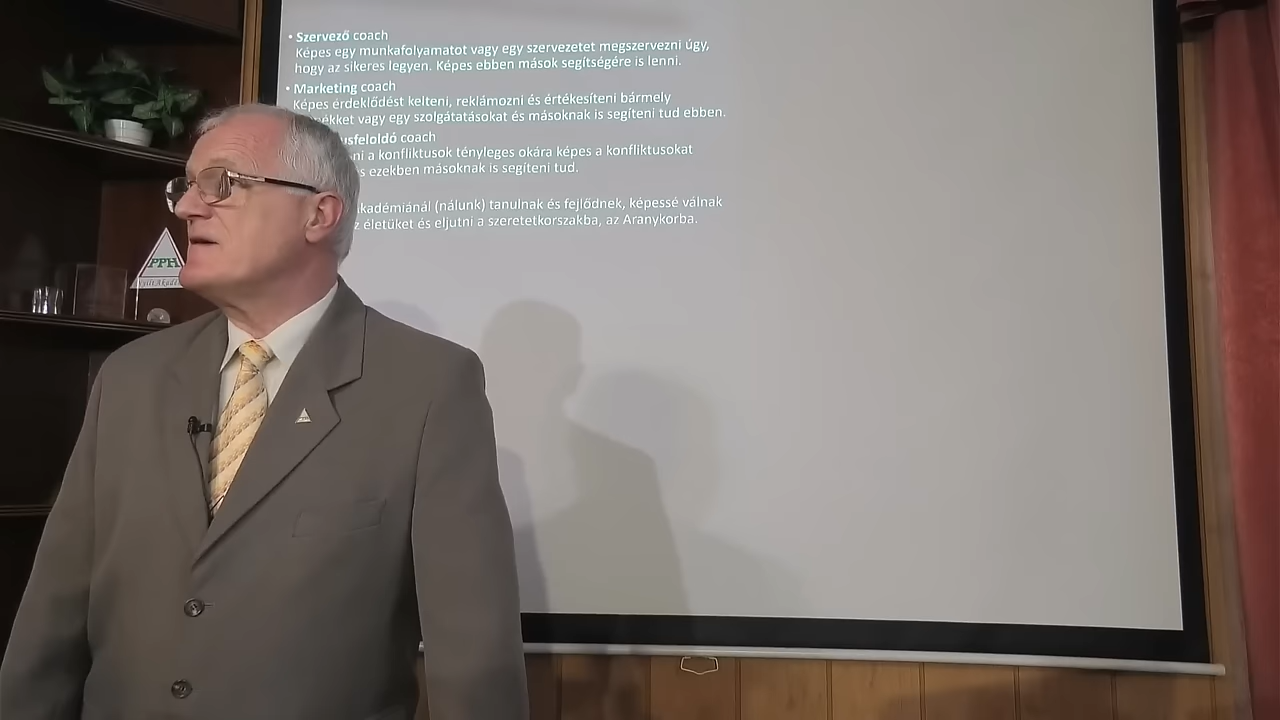 • Szervező coach
Képes egy munkafolyamatot vagy egy szervezetet megszervezni úgy,
hogy az sikeres legyen. Képes ebben mások segítségére is lenni.
• Marketing coach
Képes érdeklődést kelteni, reklámozni és értékesíteni bármely
vagy egy szolgátatásokat és másoknak is segíteni tud ebben.
coach
a konfliktusok tényleges okára képes a konfliktusokat
ezekben másoknak is segíteni tud.
(nálunk) tanulnak és fejlődnek, képessé válnak
életüket és eljutni a szeretetkorszakba, az Aranykorba.
PPH